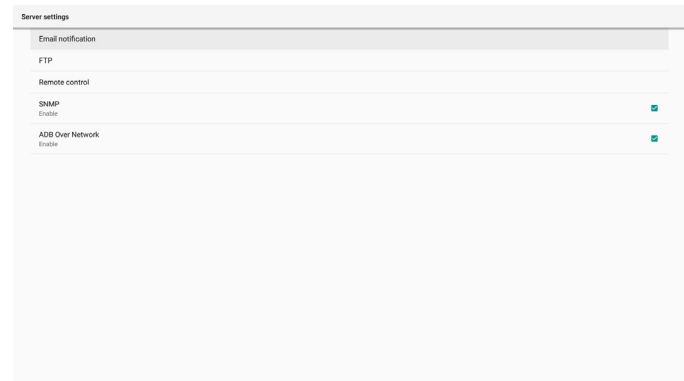 Server settings
Email notification
FTP
Remote control
SNMP
Enable
ADB Over Network
Enable